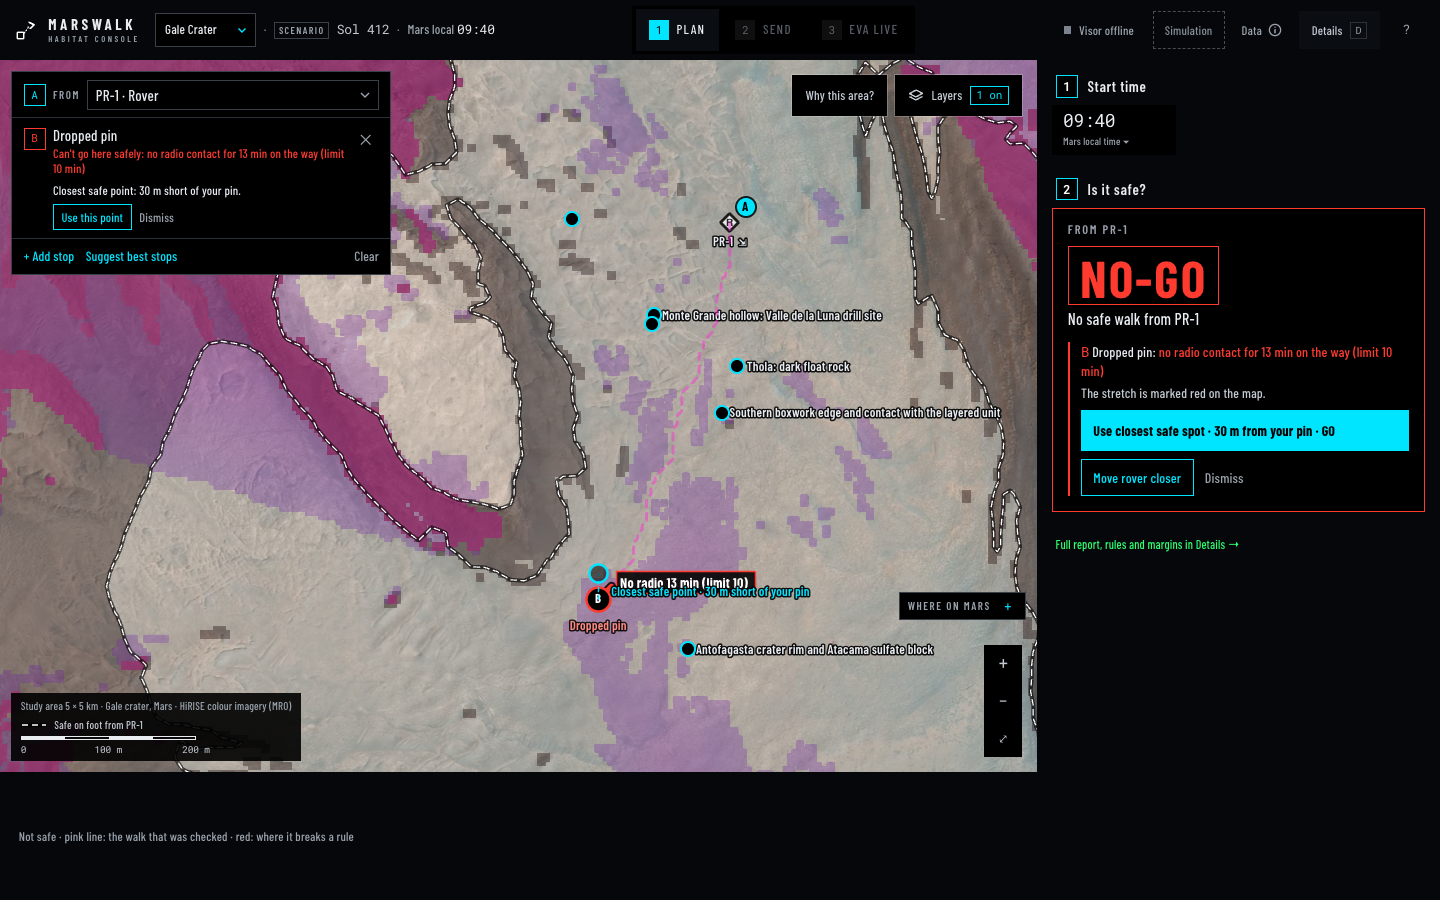 MARSWALK
HABITAT CONSOLE
Gale Crater
· SCENARIO Sol 412 · Mars local 09:40
1 PLAN
2 SEND
3 EVA LIVE
Visor offline
Simulation
Data
Details D
?
A FROM PR-1 · Rover
B Dropped pin
Can't go here safely: no radio contact for 13 min on the way (limit
10 min)
Closest safe point: 30 m short of your pin.
Use this point
Dismiss
+ Add stop
Suggest best stops
Clear
Why this area?
Layers 1 on
A
PR-1
Monte Grande hollow: Valle de la Luna drill site
Thola: dark float rock
Southern boxwork edge and contact with the layered unit
No radio 13 min (limit 10)
Closest safe point · 30 m short of your pin
B
Dropped pin
Antofagasta crater rim and Atacama sulfate block
WHERE ON MARS +
+
−
Study area 5 × 5 km · Gale crater, Mars · HiRISE colour imagery (MRO)
Safe on foot from PR-1
0 100 m 200 m
Not safe · pink line: the walk that was checked · red: where it breaks a rule
1 Start time
09:40
Mars local time
2 Is it safe?
FROM PR-1
NO-GO
No safe walk from PR-1
B Dropped pin: no radio contact for 13 min on the way (limit 10
min)
The stretch is marked red on the map.
Use closest safe spot · 30 m from your pin · GO
Move rover closer
Dismiss
Full report, rules and margins in Details →